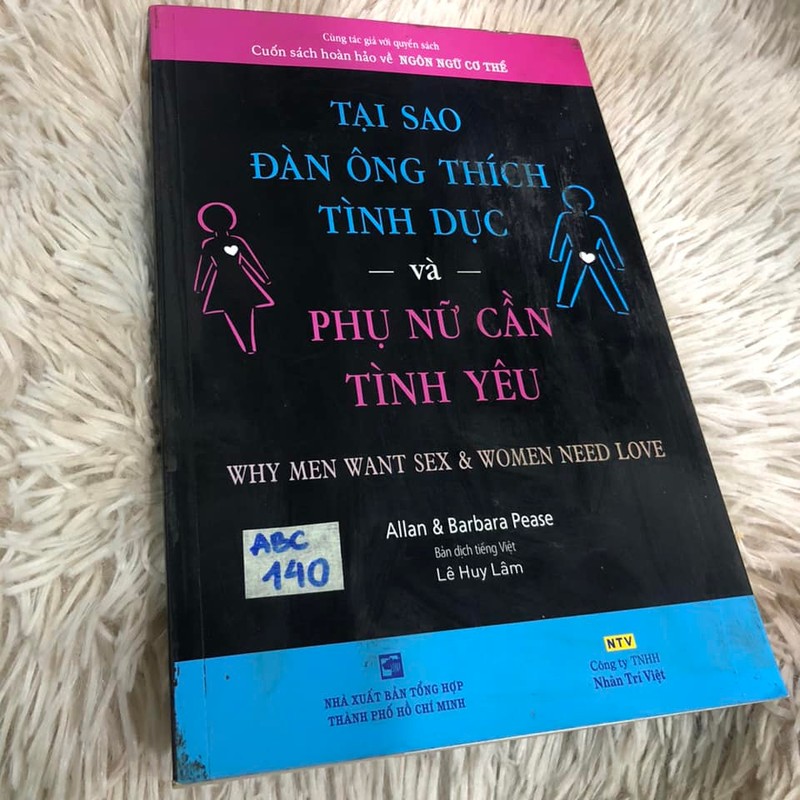 Cùng tác giả với quyển sách
Cuốn sách hoàn hảo về NGÔN NGỮ CƠ THỂ
TẠI SAO
ĐÀN ÔNG THÍCH
TÌNH DỤC
— và —
PHỤ NỮ CẦN
TÌNH YÊU
WHY MEN WANT SEX & WOMEN NEED LOVE
Allan & Barbara Pease
Bản dịch tiếng Việt
Lê Huy Lâm
ABC
140
NHÀ XUẤT BẢN TỔNG HỢP
THÀNH PHỐ HỒ CHÍ MINH
NTV
Công ty TNHH
Nhân Trí Việt